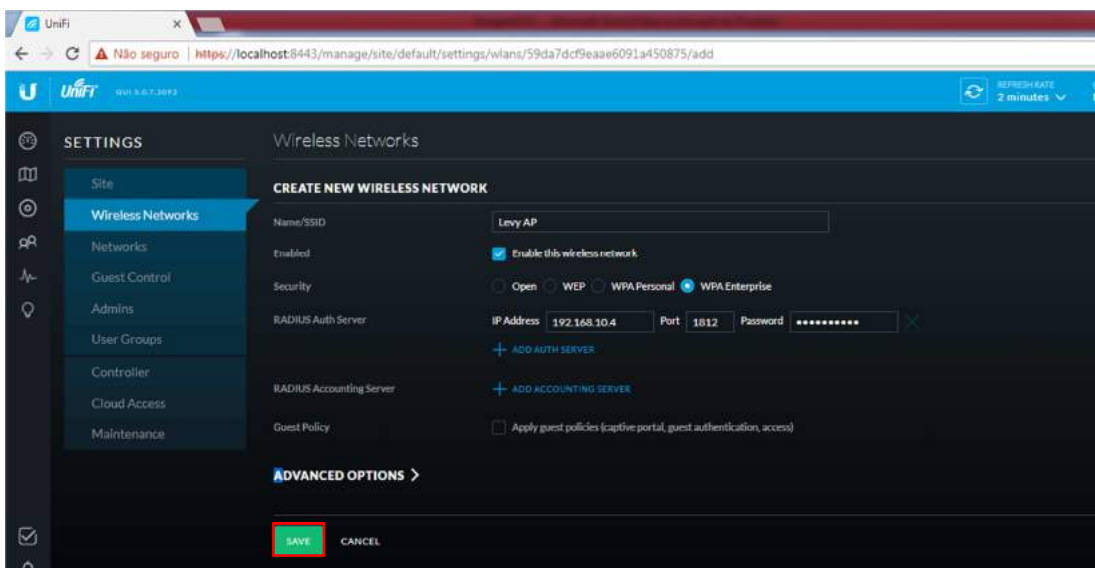 UniFi
Não seguro https://localhost:8443/manage/site/default/settings/wlans/59da7dcf9eaae6091a450875/add
U UniFi
REFRESH RATE
2 minutes
SETTINGS
Wireless Networks
Site
CREATE NEW WIRELESS NETWORK
Wireless Networks
Name/SSID Levy AP
Networks
Enabled Enable this wireless network
Guest Control
Security Open WEP WPA Personal WPA Enterprise
Admins
RADIUS Auth Server IP Address 192.168.10.4 Port 1812 Password ••••••••••
User Groups
ADD AUTH SERVER
Controller
RADIUS Accounting Server ADD ACCOUNTING SERVER
Cloud Access
Guest Policy Apply guest policies (captive portal, guest authentication, access)
Maintenance
ADVANCED OPTIONS
SAVE CANCEL